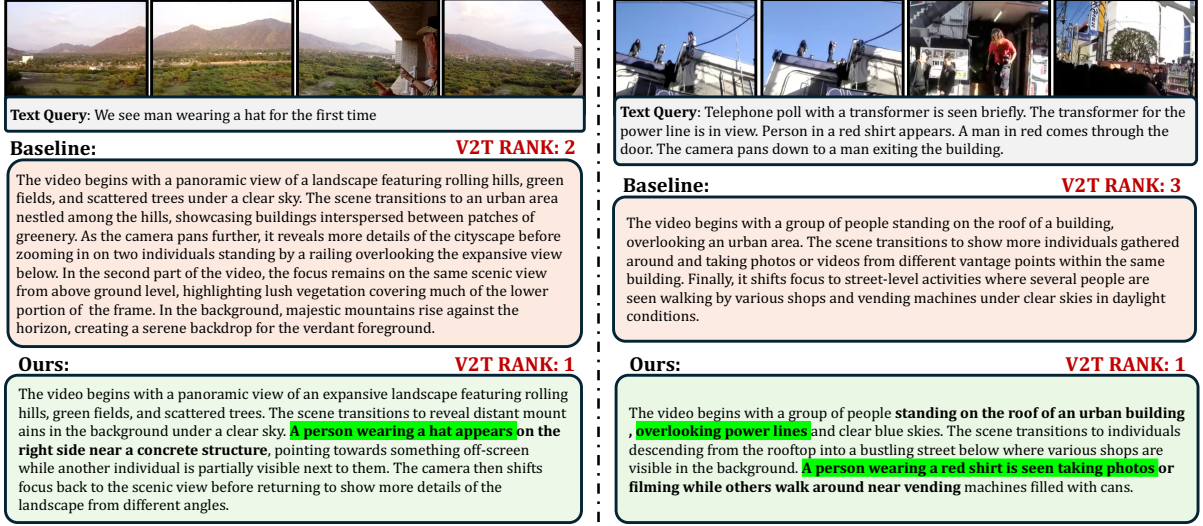 Text Query: We see man wearing a hat for the first time
Baseline:
V2T RANK: 2
The video begins with a panoramic view of a landscape featuring rolling hills, green
fields, and scattered trees under a clear sky. The scene transitions to an urban area
nestled among the hills, showcasing buildings interspersed between patches of
greenery. As the camera pans further, it reveals more details of the cityscape before
zooming in on two individuals standing by a railing overlooking the expansive view
below. In the second part of the video, the focus remains on the same scenic view
from above ground level, highlighting lush vegetation covering much of the lower
portion of the frame. In the background, majestic mountains rise against the
horizon, creating a serene backdrop for the verdant foreground.
Ours:
V2T RANK: 1
The video begins with a panoramic view of an expansive landscape featuring rolling
hills, green fields, and scattered trees. The scene transitions to reveal distant mount
ains in the background under a clear sky. A person wearing a hat appears on the
right side near a concrete structure, pointing towards something off-screen
while another individual is partially visible next to them. The camera then shifts
focus back to the scenic view before returning to show more details of the
landscape from different angles.
Text Query: Telephone poll with a transformer is seen briefly. The transformer for the
power line is in view. Person in a red shirt appears. A man in red comes through the
door. The camera pans down to a man exiting the building.
Baseline:
V2T RANK: 3
The video begins with a group of people standing on the roof of a building,
overlooking an urban area. The scene transitions to show more individuals gathered
around and taking photos or videos from different vantage points within the same
building. Finally, it shifts focus to street-level activities where several people are
seen walking by various shops and vending machines under clear skies in daylight
conditions.
Ours:
V2T RANK: 1
The video begins with a group of people standing on the roof of an urban building
, overlooking power lines and clear blue skies. The scene transitions to individuals
descending from the rooftop into a bustling street below where various shops are
visible in the background. A person wearing a red shirt is seen taking photos or
filming while others walk around near vending machines filled with cans.